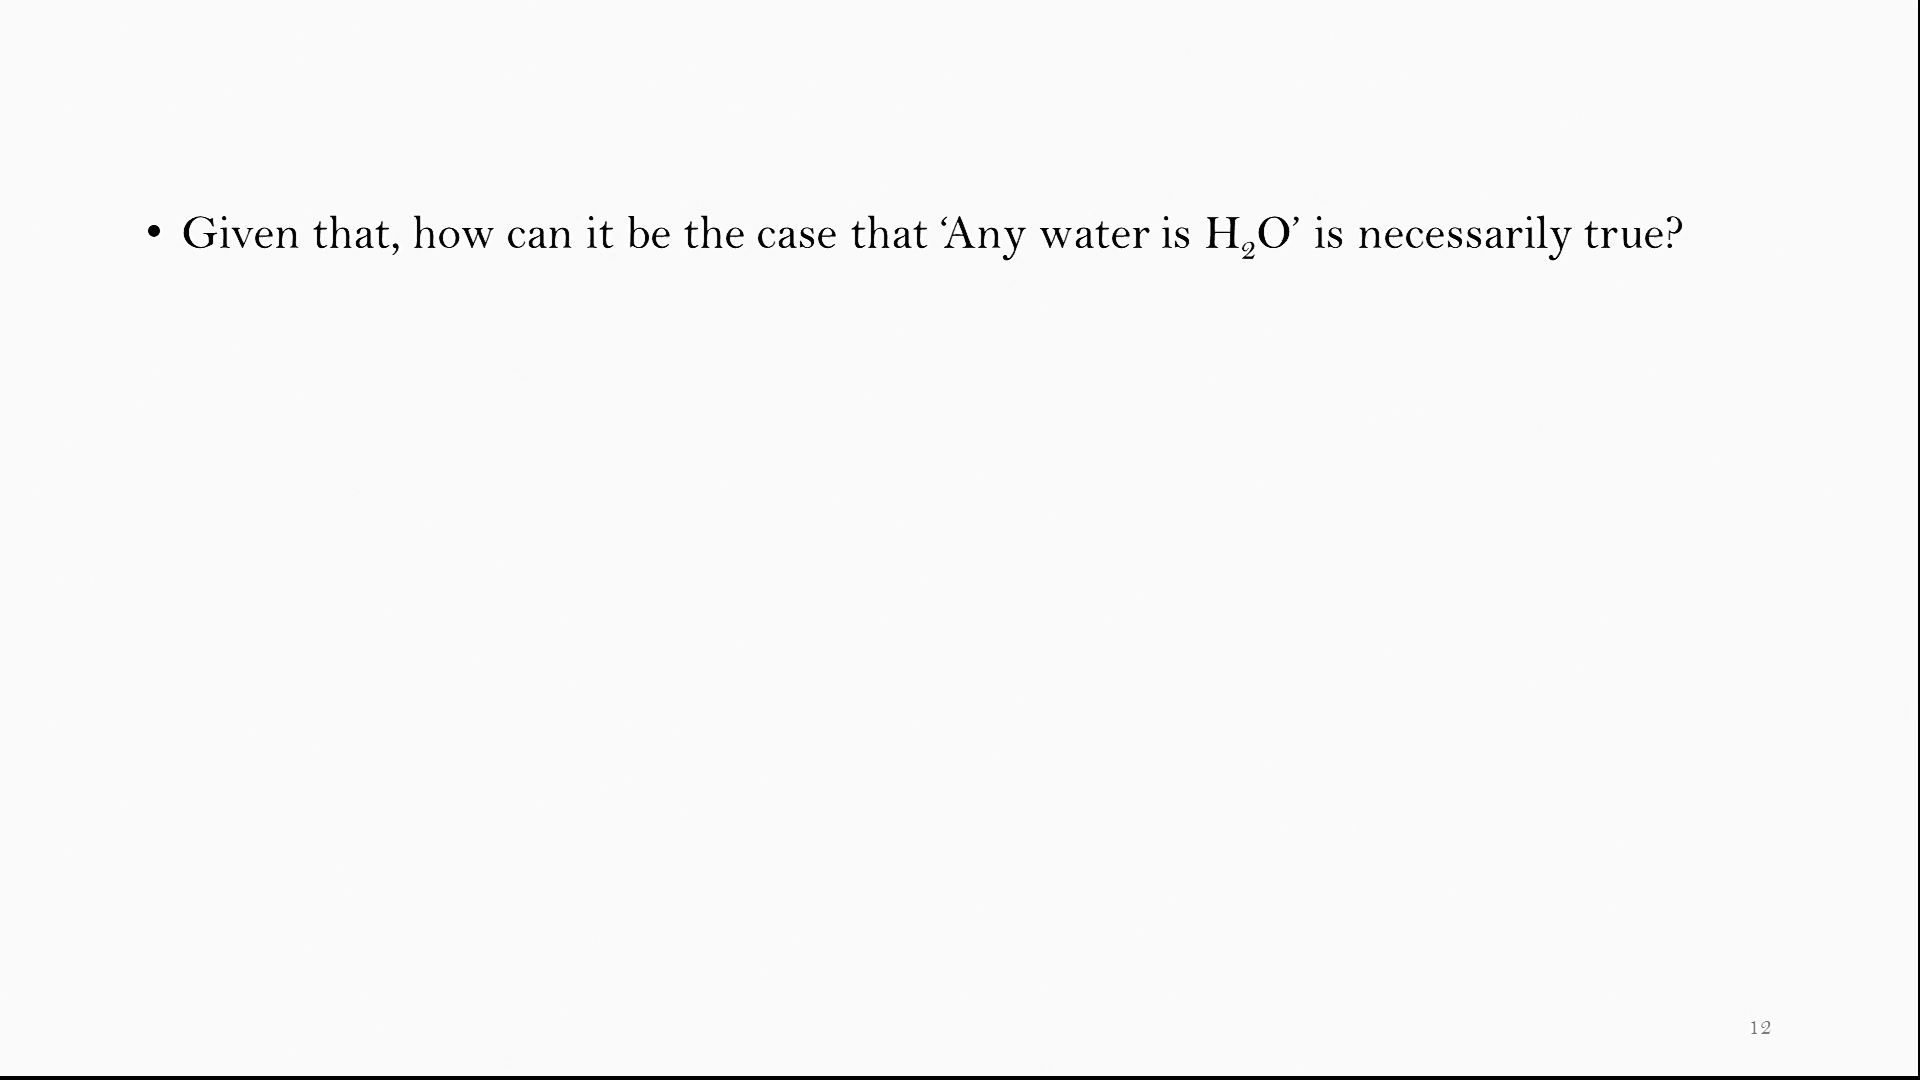 • Given that, how can it be the case that ‘Any water is H₂O’ is necessarily true?
12